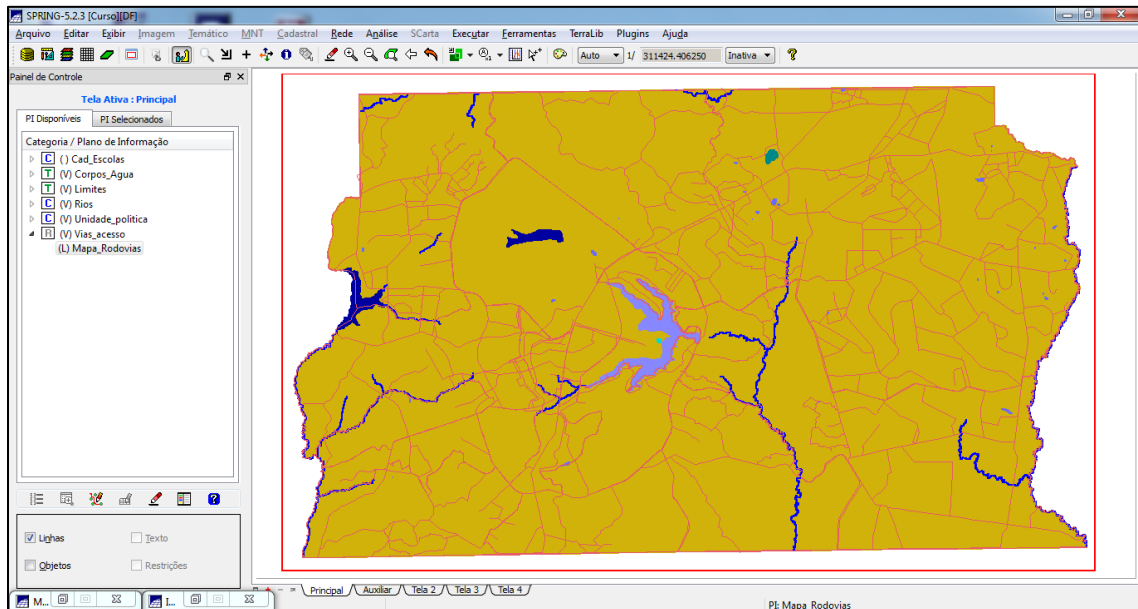 SPRING-5.2.3 [Curso][DF]
Arquivo Editar Exibir Imagem Temático MNT Cadastral Rede Análise SCarta Executar Ferramentas TerraLib Plugins Ajuda
Auto 1/ 311424.406250 Inativa
Painel de Controle
Tela Ativa : Principal
PI Disponíveis PI Selecionados
Categoria / Plano de Informação
C ( ) Cad_Escolas
T (V) Corpos_Agua
T (V) Limites
C (V) Rios
C (V) Unidade_politica
R (V) Vias_acesso
(L) Mapa_Rodovias
Linhas Texto
Objetos Restrições
Principal Auxiliar Tela 2 Tela 3 Tela 4
M... I...
PI: Mapa_Rodovias